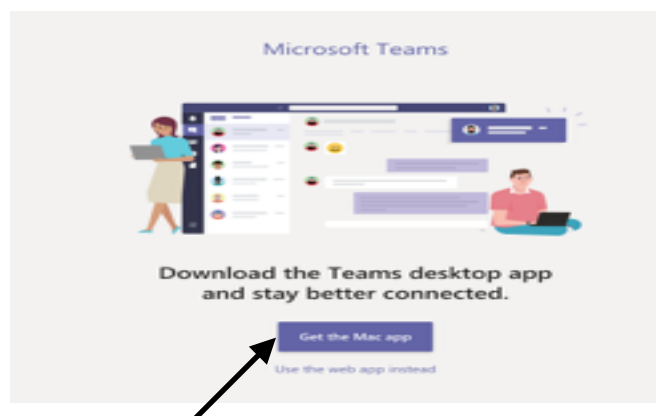 Microsoft Teams
Download the Teams desktop app
and stay better connected.
Get the Mac app
Use the web app instead